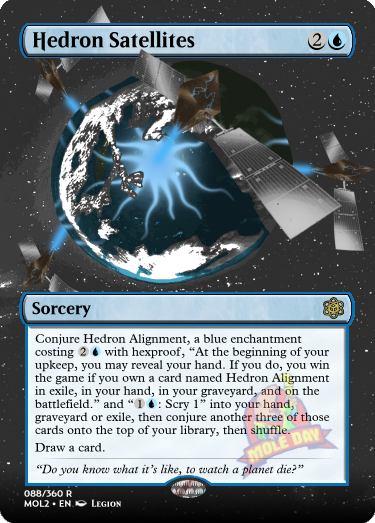 Hedron Satellites 2
Sorcery
Conjure Hedron Alignment, a blue enchantment
costing 2 with hexproof, “At the beginning of your
upkeep, you may reveal your hand. If you do, you win
the game if you own a card named Hedron Alignment
in exile, in your hand, in your graveyard, and on the
battlefield.” and “1 : Scry 1” into your hand,
graveyard or exile, then conjure another three of those
cards onto the top of your library, then shuffle.
Draw a card.
“Do you know what it's like, to watch a planet die?”
MOLE DAY
088/360 R
MOL2 • EN Legion